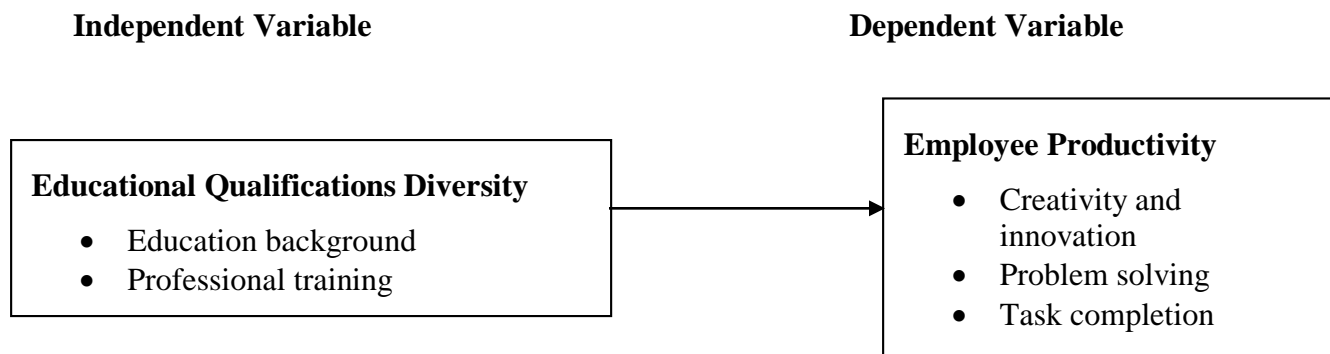 Independent Variable
Dependent Variable
Educational Qualifications Diversity
• Education background
• Professional training
Employee Productivity
• Creativity and
innovation
• Problem solving
• Task completion